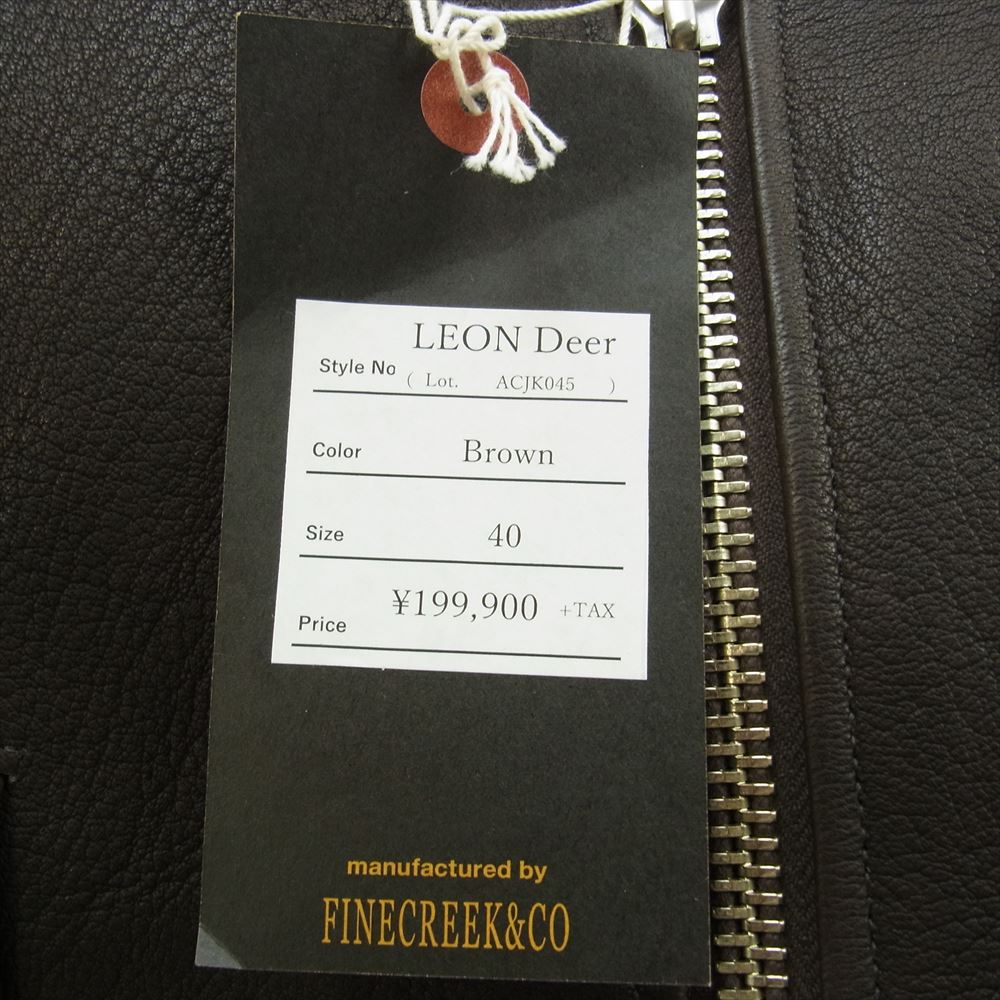 LEON Deer
Style No ( Lot. ACJK045 )
Color Brown
Size 40
¥199,900 +TAX
Price
manufactured by
FINECREEK&CO